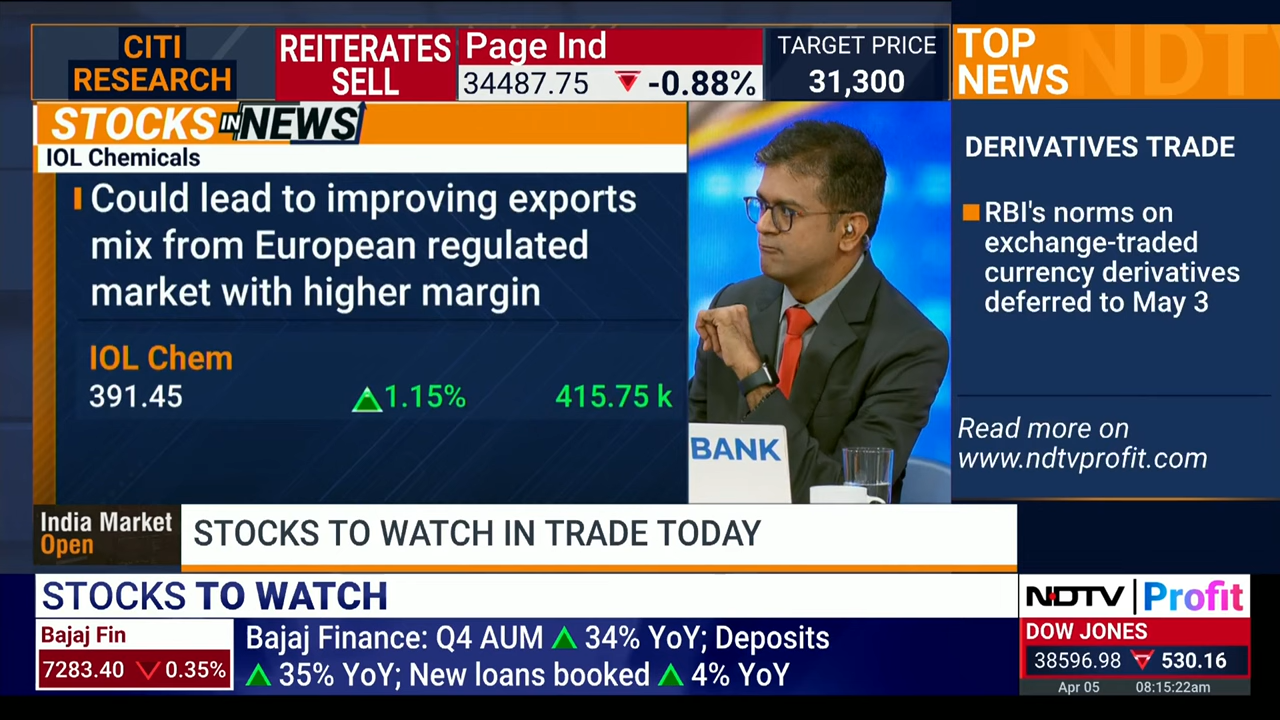 CITI
RESEARCH
REITERATES
SELL
Page Ind
34487.75 -0.88%
TARGET PRICE
31,300
TOP
NEWS
STOCKS IN NEWS
IOL Chemicals
Could lead to improving exports
mix from European regulated
market with higher margin
IOL Chem
391.45 1.15% 415.75 k
BANK
DERIVATIVES TRADE
RBI's norms on
exchange-traded
currency derivatives
deferred to May 3
Read more on
www.ndtvprofit.com
India Market
Open
STOCKS TO WATCH IN TRADE TODAY
STOCKS TO WATCH
Bajaj Fin
7283.40 0.35%
Bajaj Finance: Q4 AUM 34% YoY; Deposits
35% YoY; New loans booked 4% YoY
NDTV Profit
DOW JONES
38596.98 530.16
Apr 05 08:15:22am